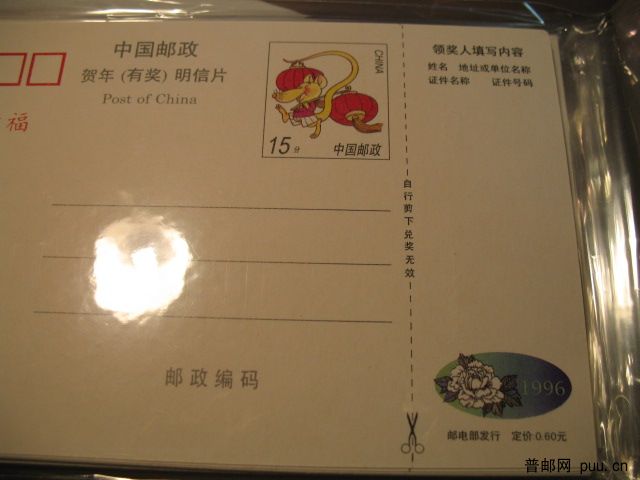 中国邮政
贺年（有奖）明信片
Post of China
福
CHINA
15分
中国邮政
领奖人填写内容
姓名 地址或单位名称
证件名称 证件号码
自行剪下兑奖无效
邮政编码
1996
邮电部发行 定价:0.60元
普邮网 puu.cn